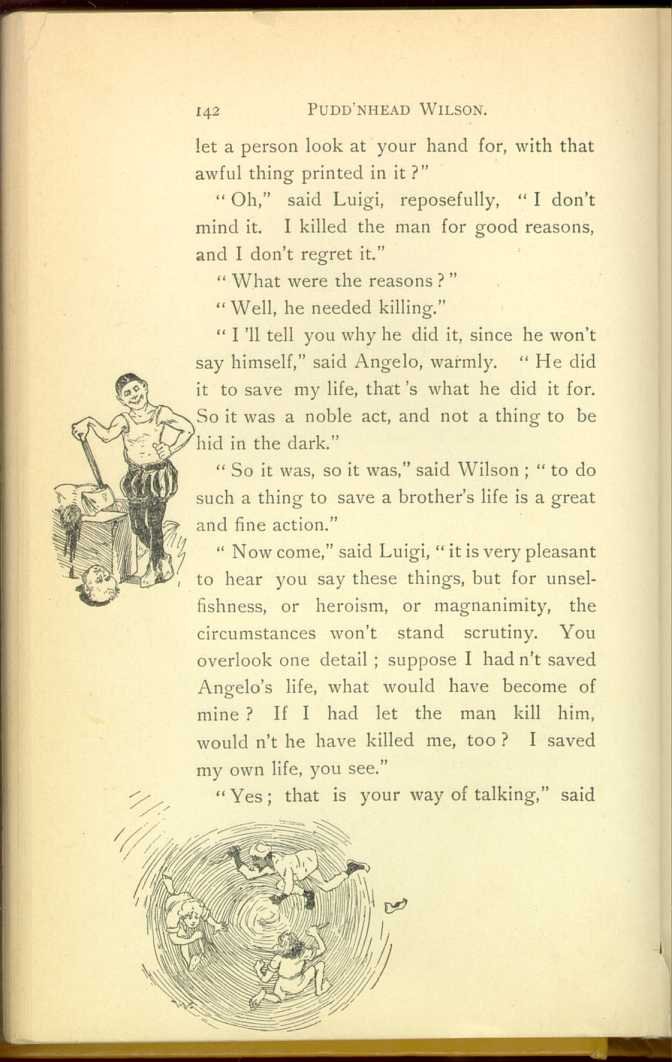 142 PUDD'NHEAD WILSON.
let a person look at your hand for, with that
awful thing printed in it?"
"Oh," said Luigi, reposefully, "I don't
mind it. I killed the man for good reasons,
and I don't regret it."
"What were the reasons?"
"Well, he needed killing."
"I 'll tell you why he did it, since he won't
say himself," said Angelo, warmly. "He did
it to save my life, that 's what he did it for.
So it was a noble act, and not a thing to be
hid in the dark."
"So it was, so it was," said Wilson; "to do
such a thing to save a brother's life is a great
and fine action."
"Now come," said Luigi, "it is very pleasant
to hear you say these things, but for unsel-
fishness, or heroism, or magnanimity, the
circumstances won't stand scrutiny. You
overlook one detail; suppose I had n't saved
Angelo's life, what would have become of
mine? If I had let the man kill him,
would n't he have killed me, too? I saved
my own life, you see."
"Yes; that is your way of talking," said